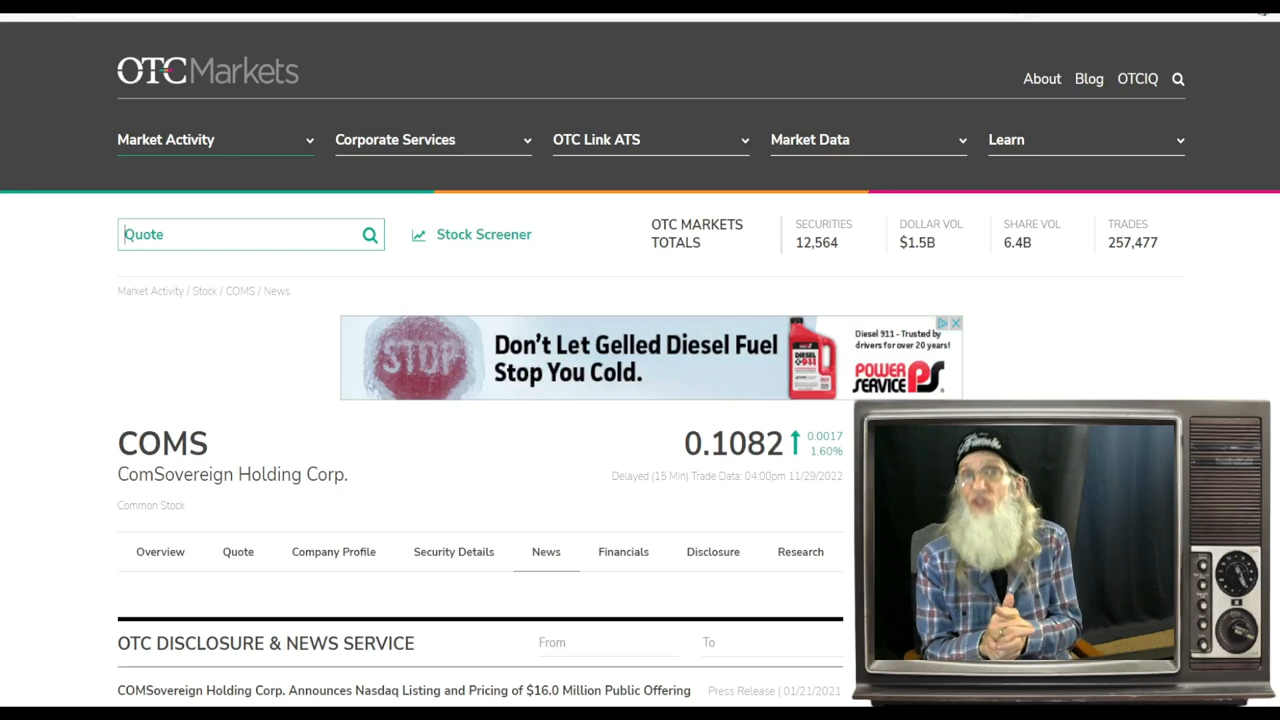 OTCMarkets
About Blog OTCIQ
Market Activity Corporate Services OTC Link ATS Market Data Learn
Quote
Stock Screener
OTC MARKETS
TOTALS
SECURITIES
12,564
DOLLAR VOL
$1.5B
SHARE VOL
6.4B
TRADES
257,477
Market Activity / Stock / COMS / News
STOP
Don't Let Gelled Diesel Fuel
Stop You Cold.
DIESEL
911
Diesel 911 - Trusted by
drivers for over 20 years!
POWER
SERVICE PS
COMS
0.1082
0.0017
1.60%
ComSovereign Holding Corp.
Delayed (15 Min) Trade Data: 04:00pm 11/29/2022
Common Stock
Overview Quote Company Profile Security Details News Financials Disclosure Research
OTC DISCLOSURE & NEWS SERVICE
From
To
COMSovereign Holding Corp. Announces Nasdaq Listing and Pricing of $16.0 Million Public Offering
Press Release | 01/21/2021